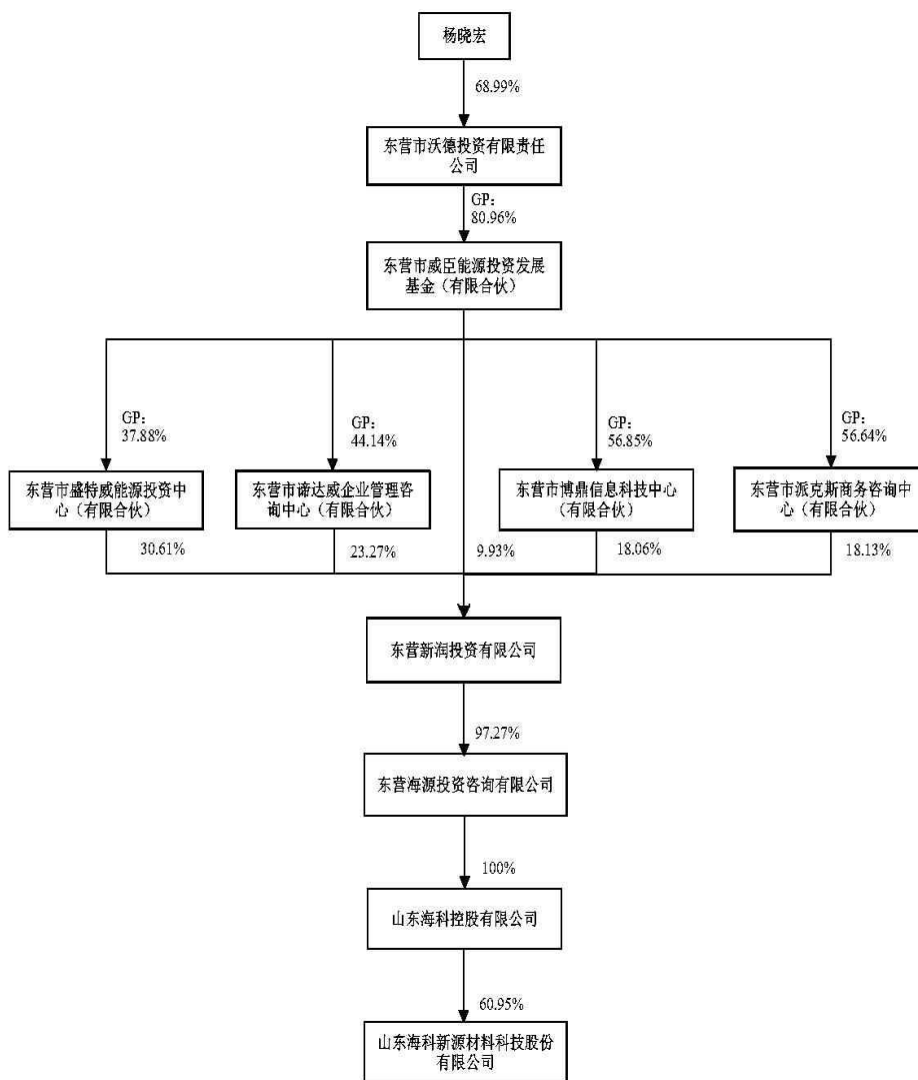 杨晓宏
68.99%
东营市沃德投资有限责任
公司
GP：
80.96%
东营市威臣能源投资发展
基金（有限合伙）
GP：
37.88%
GP：
44.14%
GP：
56.85%
GP：
56.64%
东营市盛特威能源投资中
心（有限合伙）
东营市谛达威企业管理咨
询中心（有限合伙）
东营市博鼎信息科技中心
（有限合伙）
东营市派克斯商务咨询中
心（有限合伙）
30.61%
23.27%
9.93%
18.06%
18.13%
东营新润投资有限公司
97.27%
东营海源投资咨询有限公司
100%
山东海科控股有限公司
60.95%
山东海科新源材料科技股份
有限公司